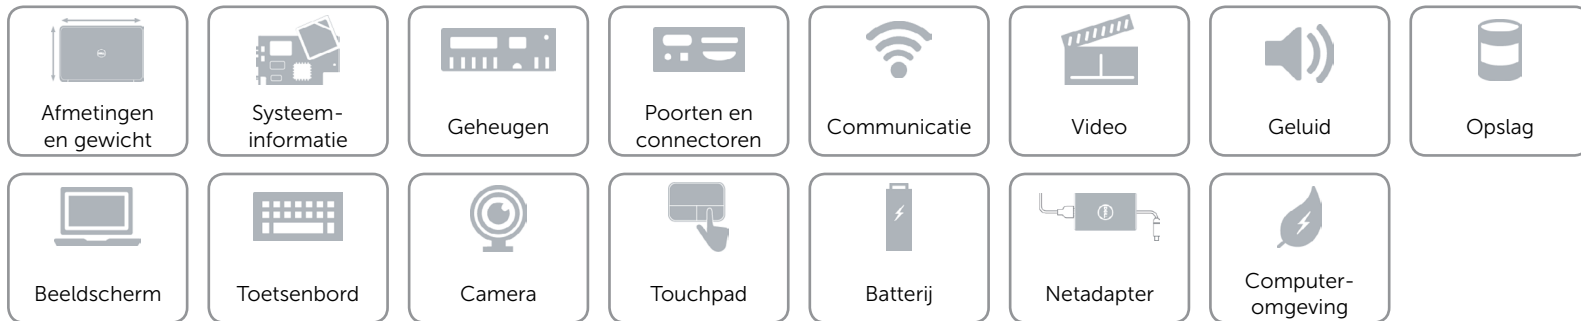 Afmetingen
en gewicht
Systeem-
informatie
Geheugen
Poorten en
connectoren
Communicatie
Video
Geluid
Opslag
Beeldscherm
Toetsenbord
Camera
Touchpad
Batterij
Netadapter
Computer-
omgeving